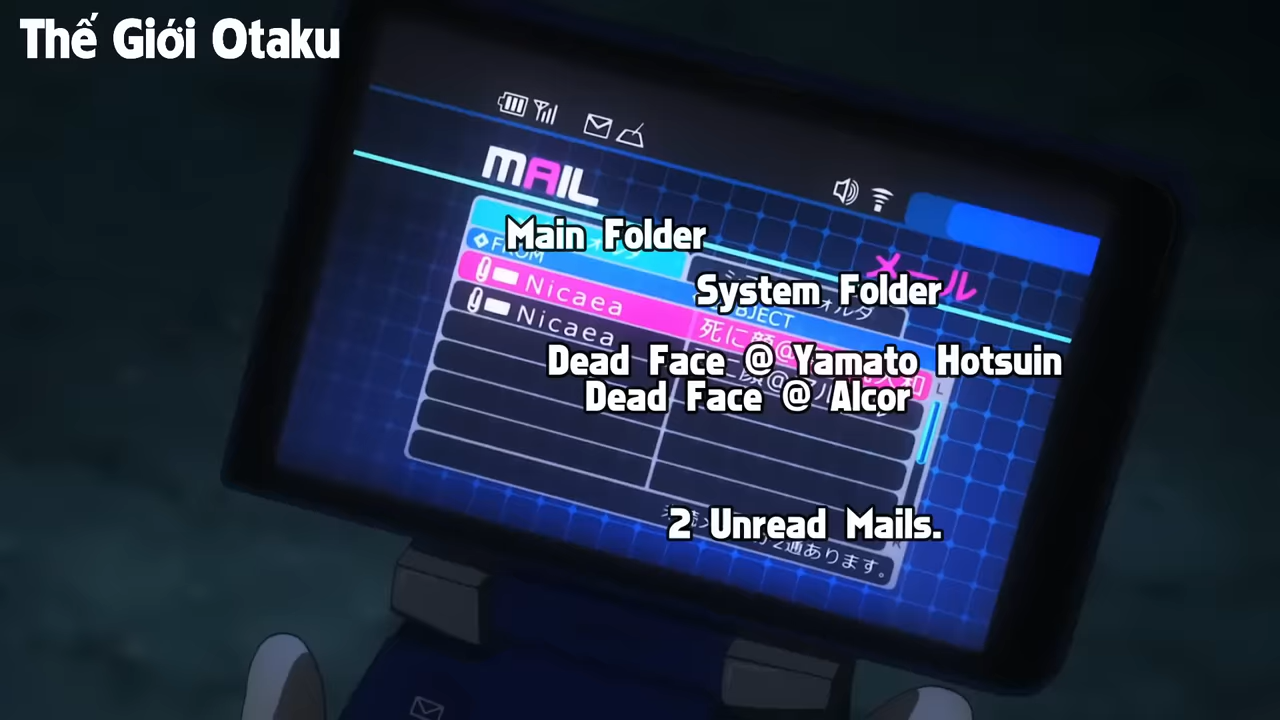 Thế Giới Otaku
MAIL
Main Folder
FROM
メール
System Folder
Nicaea
死に顔@
Nicaea
Dead Face @ Yamato Hotsuin
Dead Face @ Alcor
2 Unread Mails.
2通あります。